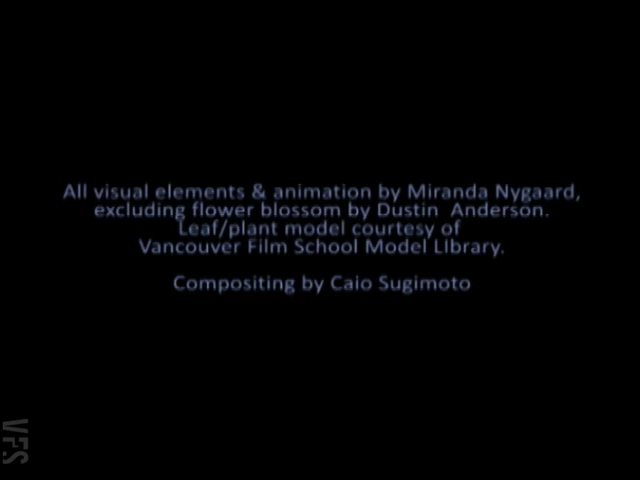 All visual elements & animation by Miranda Nygaard,
excluding flower blossom by Dustin Anderson.
Leaf/plant model courtesy of
Vancouver Film School Model LIbrary.
Compositing by Caio Sugimoto
VFS